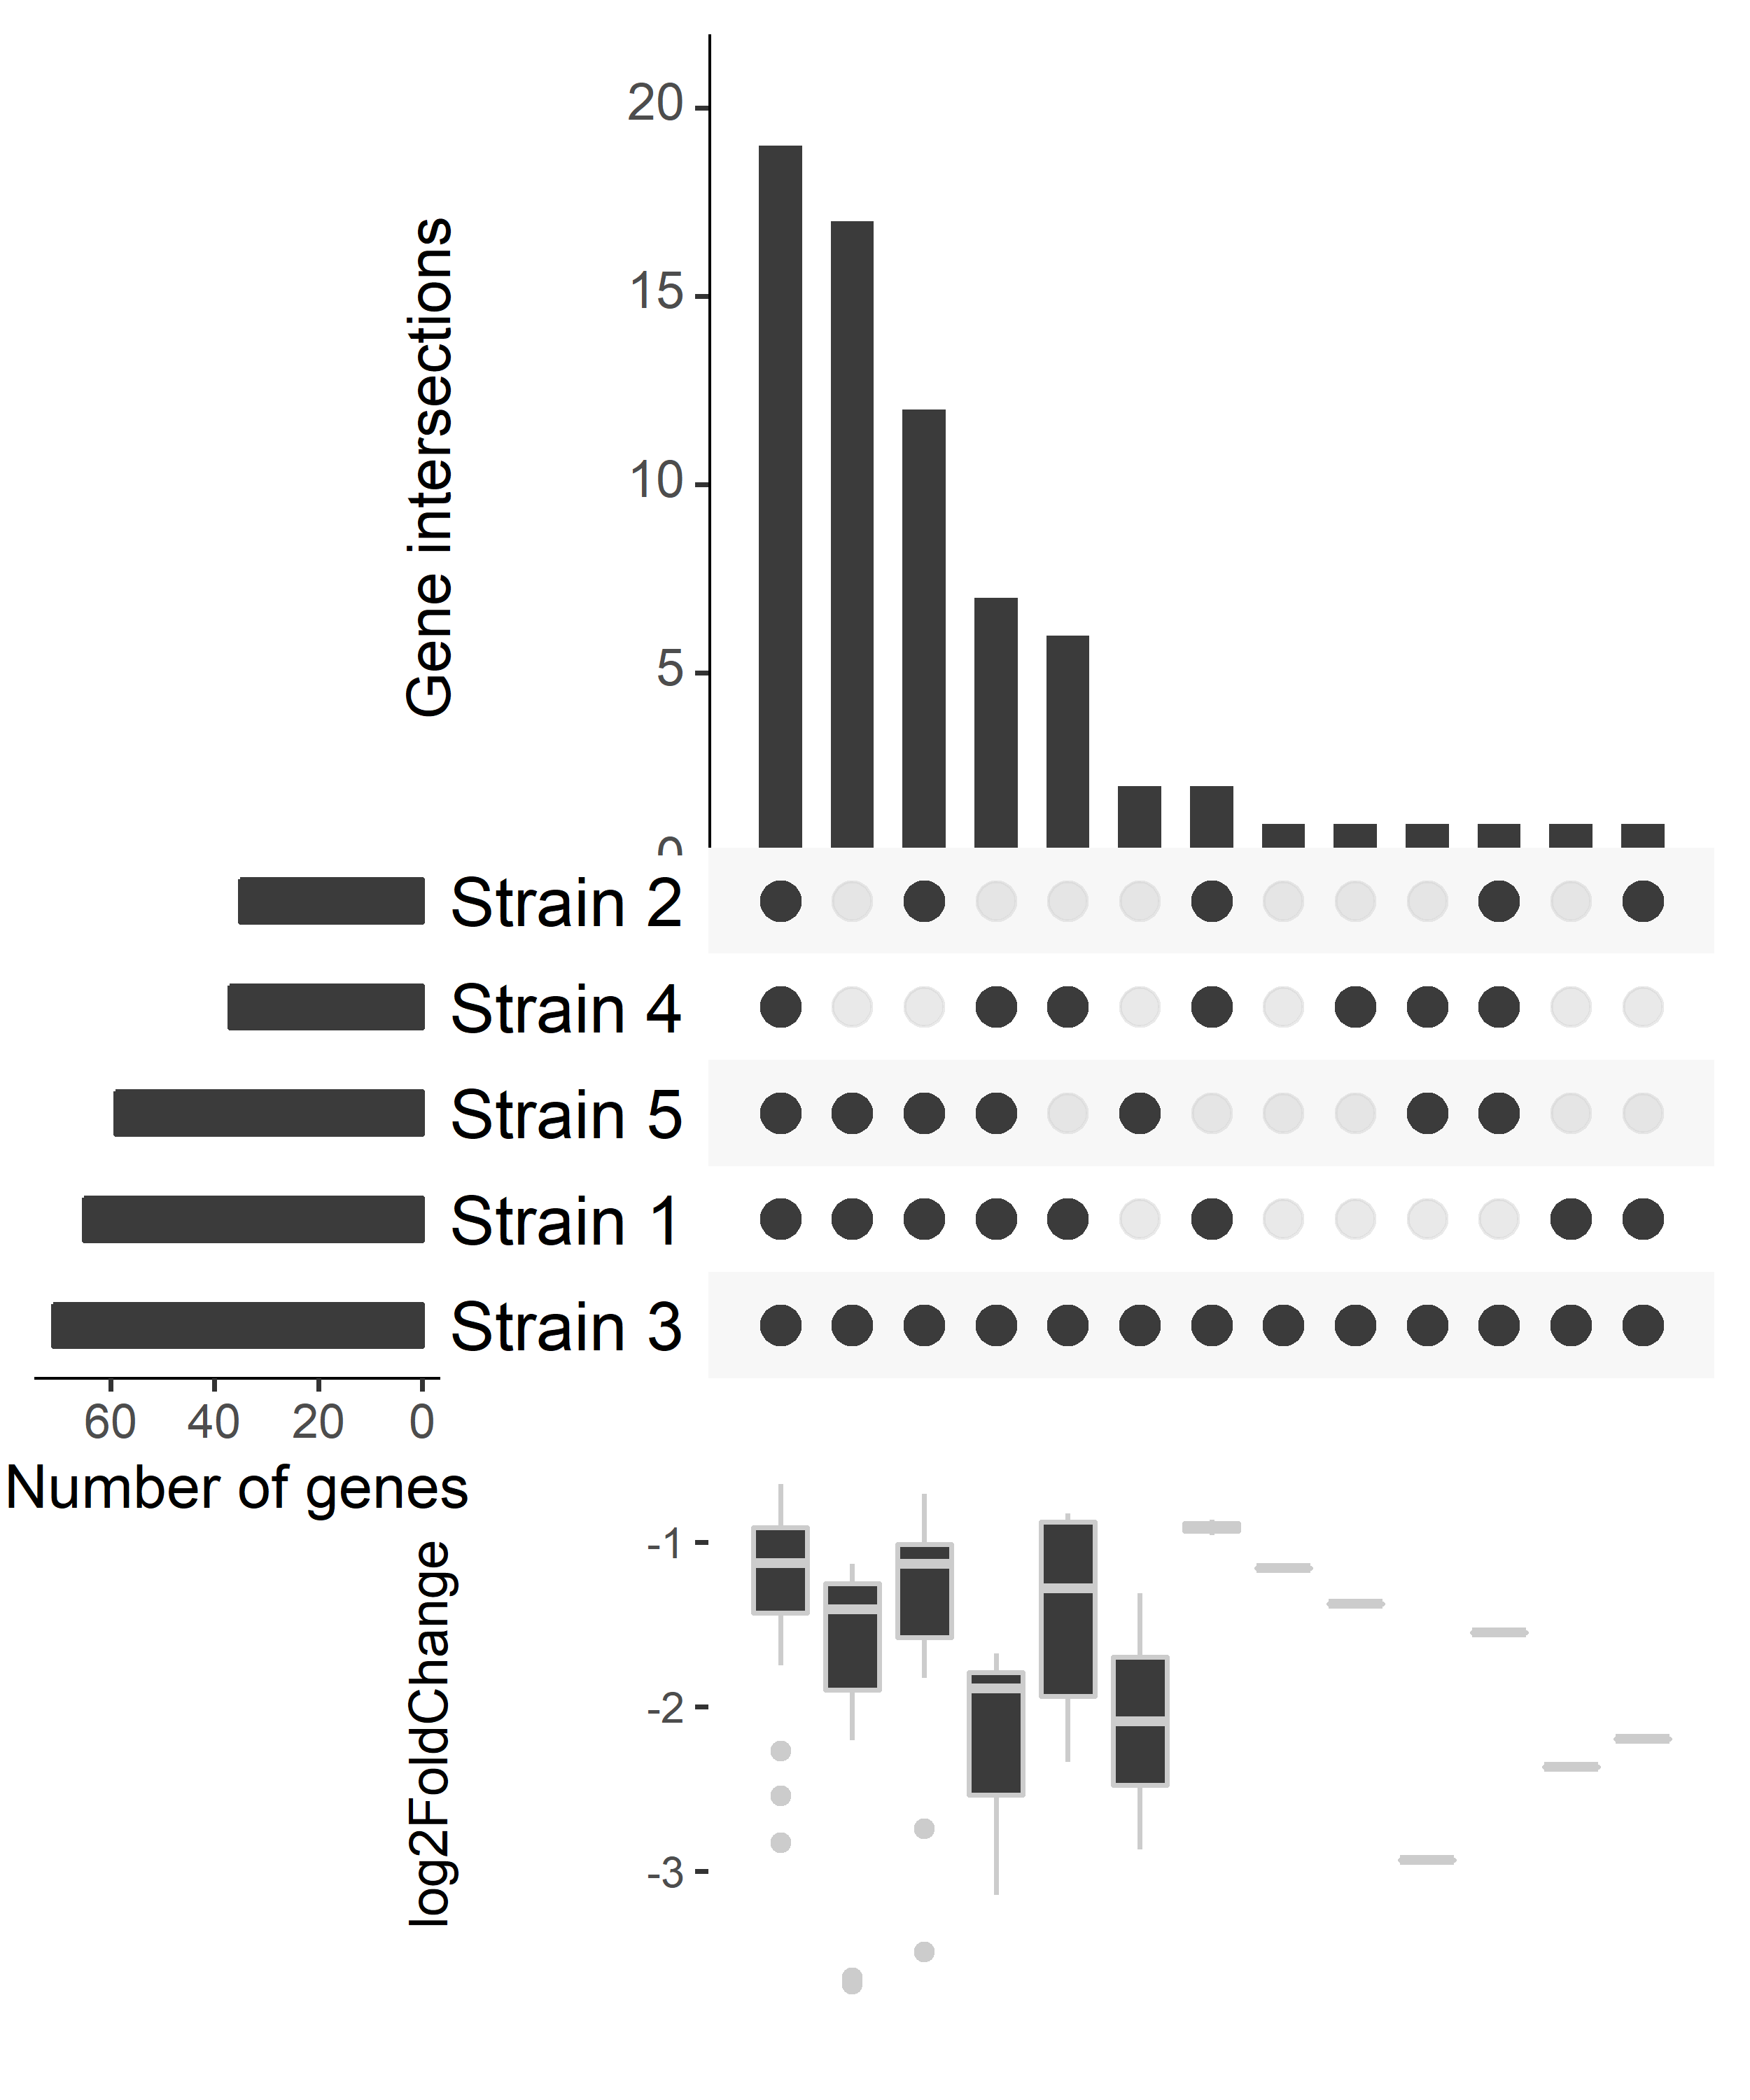 20
15
10
5
0
Gene intersections
Strain 2
Strain 4
Strain 5
Strain 1
Strain 3
60 40 20 0
Number of genes
-1
-2
-3
log2FoldChange